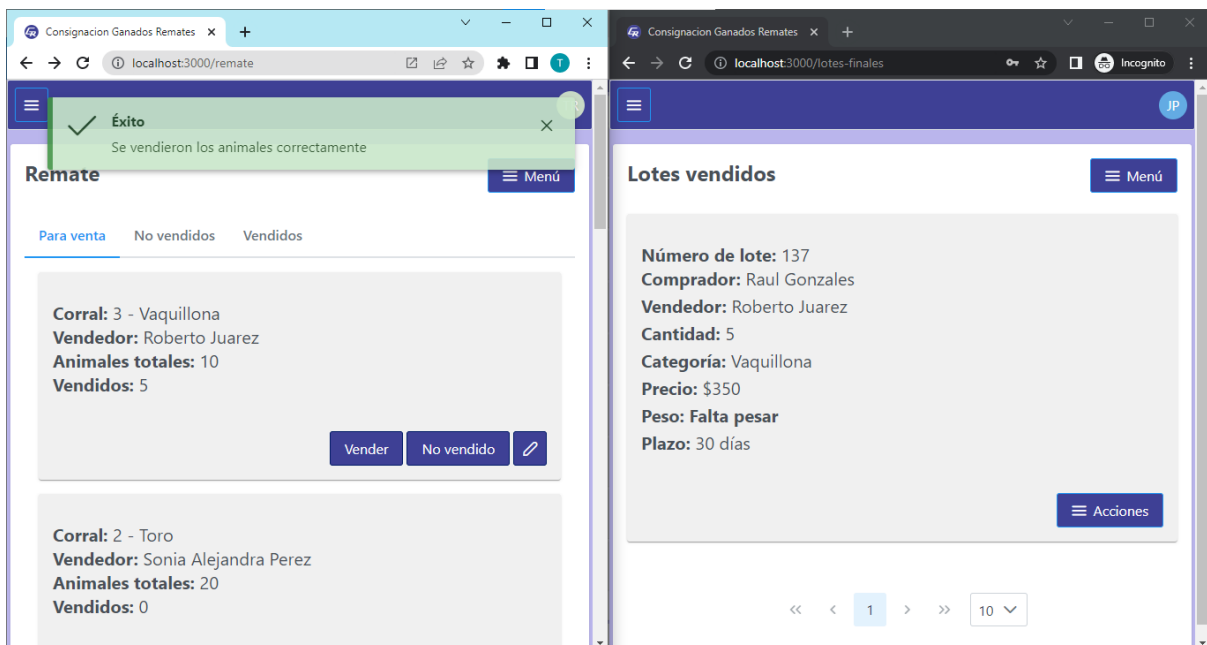 Consignacion Ganados Remates
localhost:3000/remate
T
Éxito
Se vendieron los animales correctamente
Remate
Menú
Para venta No vendidos Vendidos
Corral: 3 - Vaquillona
Vendedor: Roberto Juarez
Animales totales: 10
Vendidos: 5
Vender No vendido
Corral: 2 - Toro
Vendedor: Sonia Alejandra Perez
Animales totales: 20
Vendidos: 0
Consignacion Ganados Remates
localhost:3000/lotes-finales
Incognito
JP
Lotes vendidos
Menú
Número de lote: 137
Comprador: Raul Gonzales
Vendedor: Roberto Juarez
Cantidad: 5
Categoría: Vaquillona
Precio: $350
Peso: Falta pesar
Plazo: 30 días
Acciones
<< < 1 > >> 10